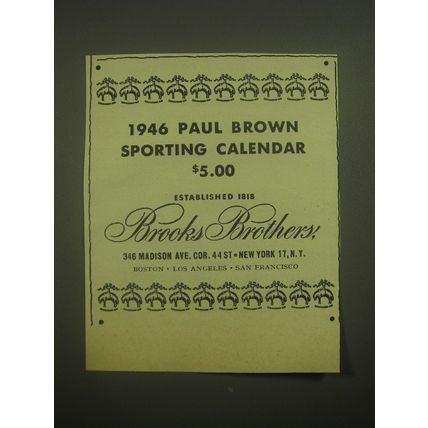 1946 PAUL BROWN
SPORTING CALENDAR
$5.00
ESTABLISHED 1818
Brooks Brothers,
346 MADISON AVE. COR. 44 ST • NEW YORK 17, N.Y.
BOSTON • LOS ANGELES • SAN FRANCISCO